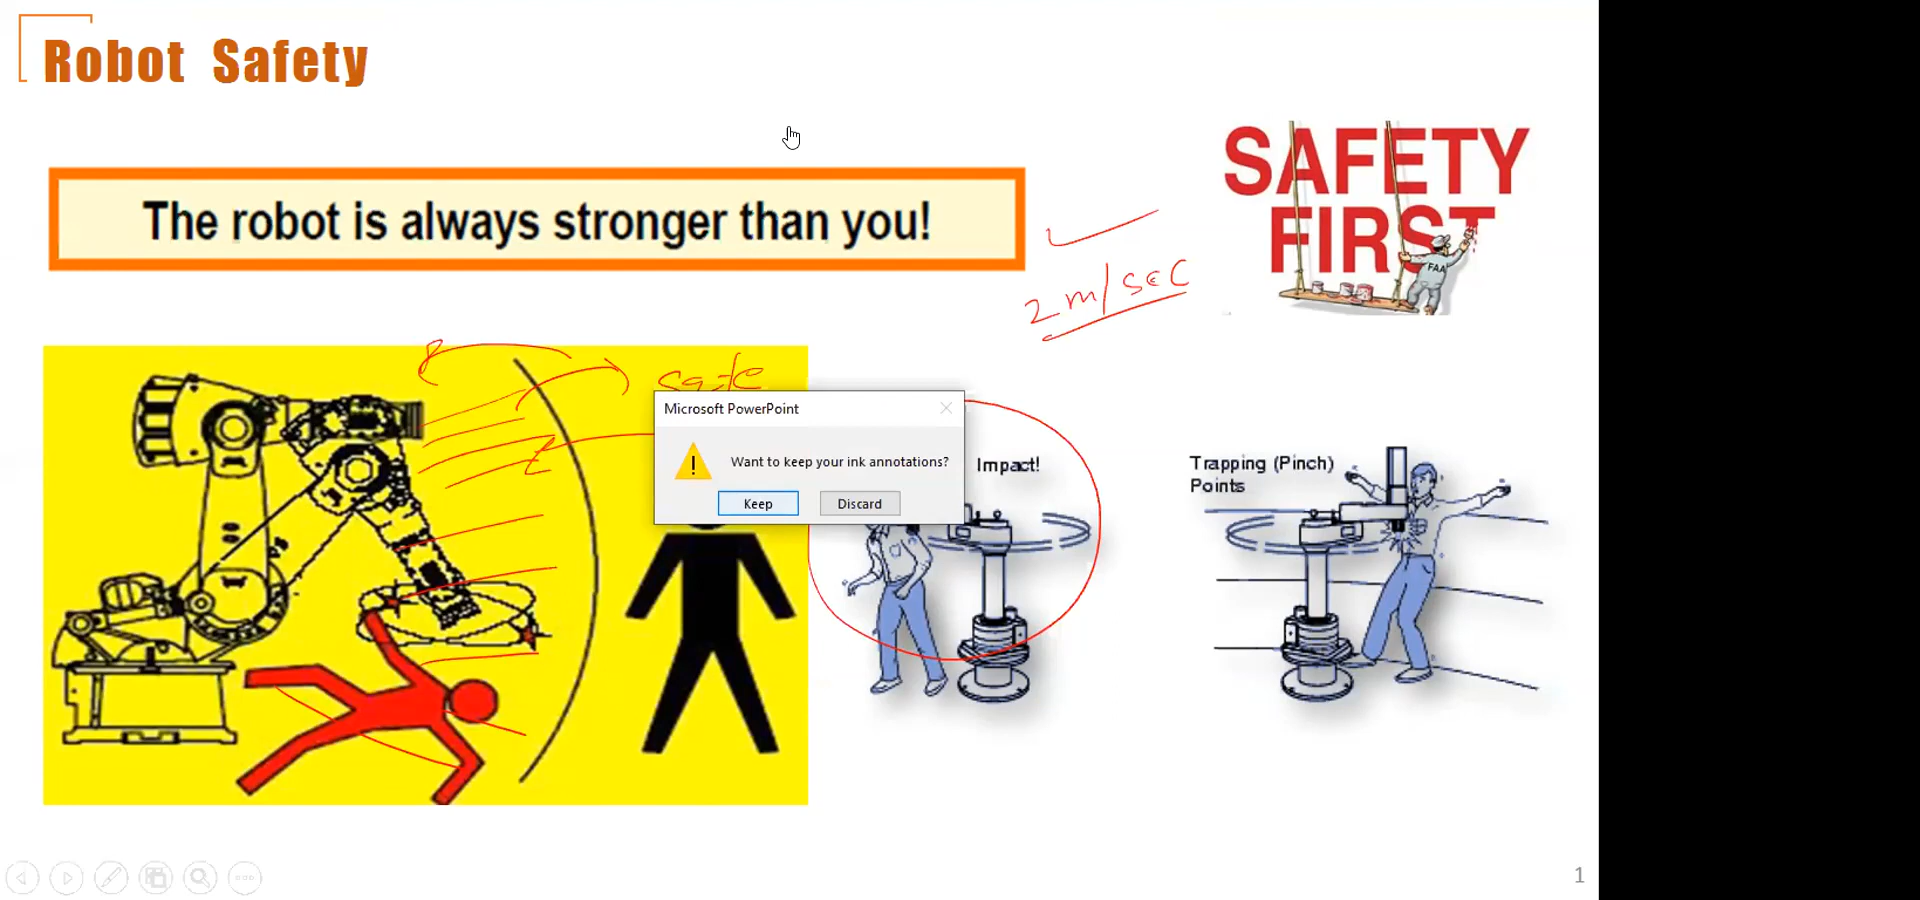 Robot Safety
The robot is always stronger than you!
SAFETY
FIRST
FAA
2 m/sec
safe
Microsoft PowerPoint
Want to keep your ink annotations?
Keep
Discard
Impact!
Trapping (Pinch)
Points
1